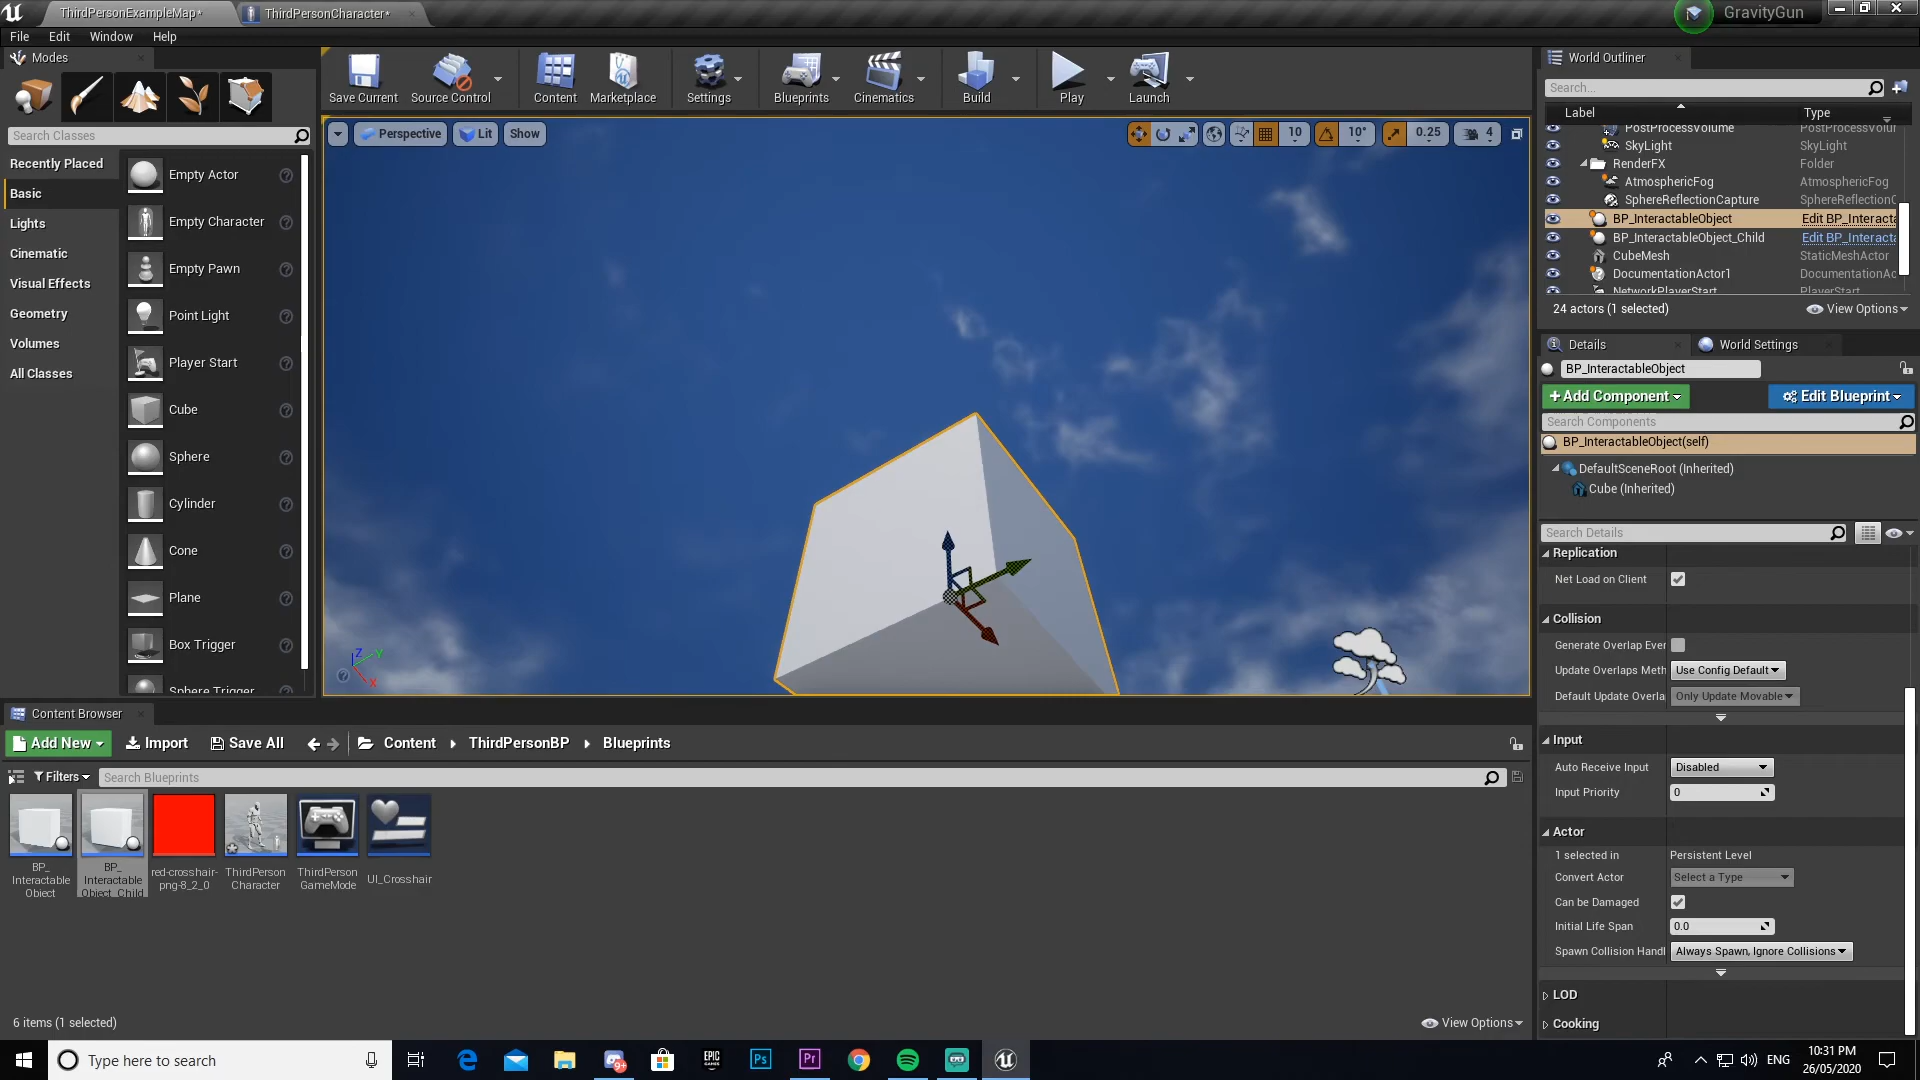 ThirdPersonExampleMap*
ThirdPersonCharacter*
GravityGun
File Edit Window Help
Modes
Search Classes
Recently Placed
Basic
Lights
Cinematic
Visual Effects
Geometry
Volumes
All Classes
Empty Actor
Empty Character
Empty Pawn
Point Light
Player Start
Cube
Sphere
Cylinder
Cone
Plane
Box Trigger
Sphere Trigger
Save Current
Source Control
Content
Marketplace
Settings
Blueprints
Cinematics
Build
Play
Launch
Perspective
Lit
Show
10
10°
0.25
4
Z
Y
X
World Outliner
Search...
Label Type
PostProcessVolume PostProcessVolur
SkyLight SkyLight
RenderFX Folder
AtmosphericFog AtmosphericFog
SphereReflectionCapture SphereReflectionC
BP_InteractableObject Edit BP_Interacta
BP_InteractableObject_Child Edit BP_Interacta
CubeMesh StaticMeshActor
DocumentationActor1 DocumentationAc
NetworkPlayerStart PlayerStart
24 actors (1 selected)
View Options
Details
World Settings
BP_InteractableObject
+Add Component
Edit Blueprint
Search Components
BP_InteractableObject(self)
DefaultSceneRoot (Inherited)
Cube (Inherited)
Search Details
Replication
Net Load on Client
Collision
Generate Overlap Ever
Update Overlaps Meth Use Config Default
Default Update Overla Only Update Movable
Input
Auto Receive Input Disabled
Input Priority 0
Actor
1 selected in Persistent Level
Convert Actor Select a Type
Can be Damaged
Initial Life Span 0.0
Spawn Collision Handl Always Spawn, Ignore Collisions
LOD
Cooking
Content Browser
Add New
Import
Save All
Content
ThirdPersonBP
Blueprints
Filters
Search Blueprints
BP_
Interactable
Object
BP_
Interactable
Object_Child
red-crosshair-
png-8_2_0
ThirdPerson
Character
ThirdPerson
GameMode
UI_Crosshair
6 items (1 selected)
View Options
Type here to search
9+
EPIC
GAMES
Ps
Pr
ENG
10:31 PM
26/05/2020